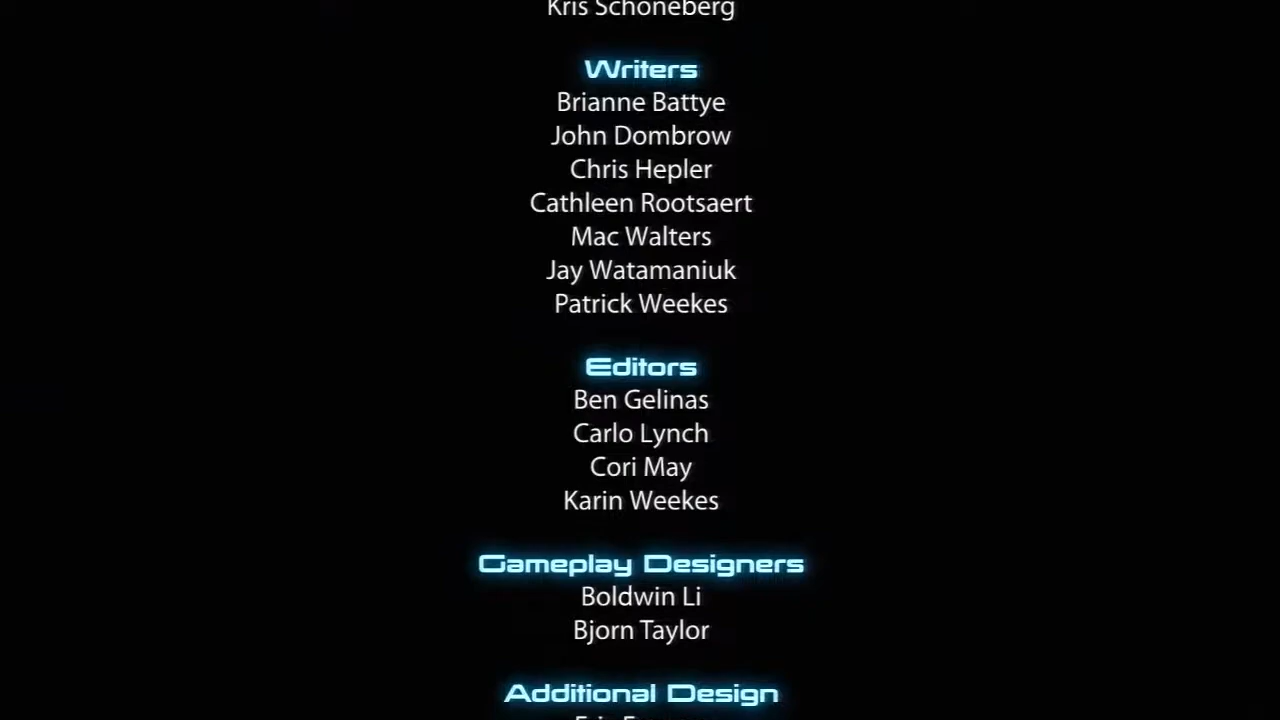 Kris Schoneberg
Writers
Brianne Battye
John Dombrow
Chris Hepler
Cathleen Rootsaert
Mac Walters
Jay Watamaniuk
Patrick Weekes
Editors
Ben Gelinas
Carlo Lynch
Cori May
Karin Weekes
Gameplay Designers
Boldwin Li
Bjorn Taylor
Additional Design